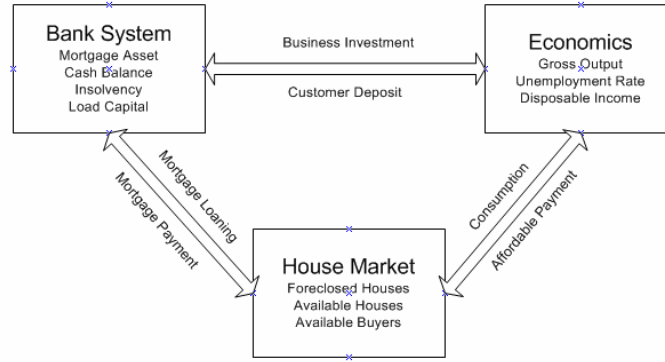 Bank System
Mortgage Asset
Cash Balance
Insolvency
Load Capital
Business Investment
Customer Deposit
Economics
Gross Output
Unemployment Rate
Disposable Income
Mortgage Loaning
Mortgage Payment
Consumption
Affordable Payment
House Market
Foreclosed Houses
Available Houses
Available Buyers